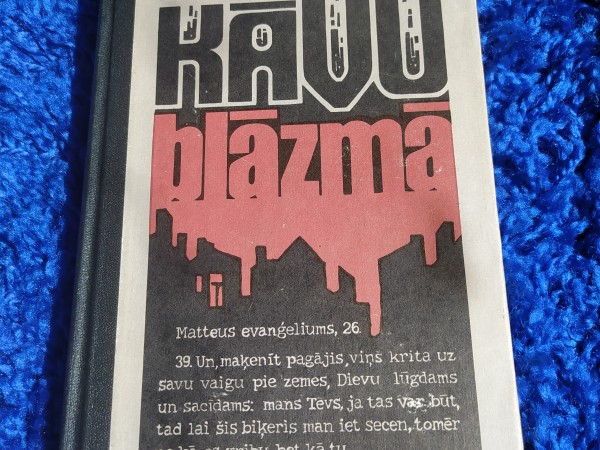 KĀVU
blāzmā
Matteus evaņģeliums, 26.
39. Un, maķenīt pagājis, viņš krita uz
savu vaigu pie zemes, Dievu lūgdams
un sacīdams: mans Tēvs, ja tas var būt,
tad lai šis biķeris man iet secen, tomēr